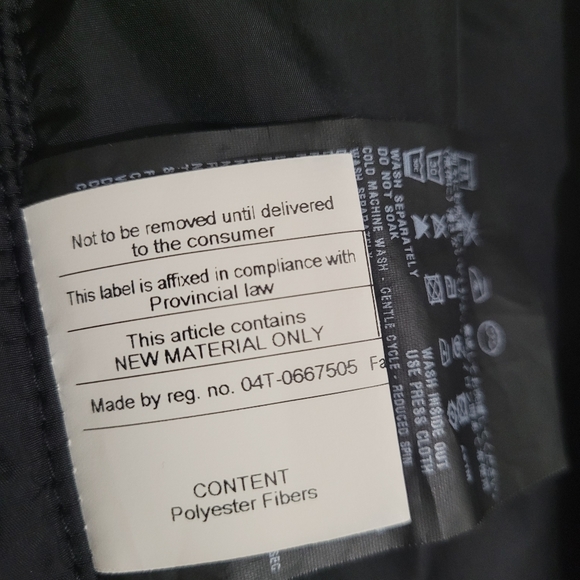 Not to be removed until delivered
to the consumer
This label is affixed in compliance with
Provincial law
This article contains
NEW MATERIAL ONLY
Made by reg. no. 04T-0667505 Fa
CONTENT
Polyester Fibers
WASH SEPARATELY
DO NOT SOAK
COLD MACHINE WASH - GENTLE CYCLE - REDUCED SPIN
WASH INSIDE OUT
USE PRESS CLOTH